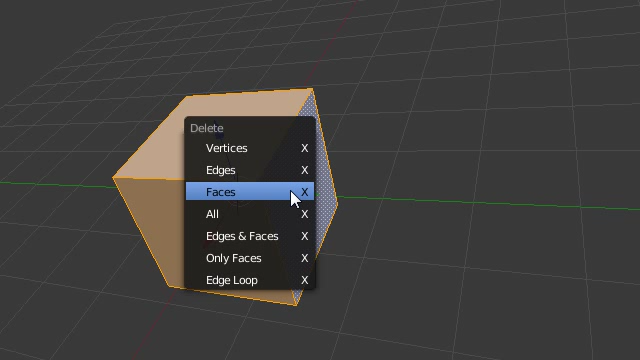 Delete
Vertices X
Edges X
Faces X
All X
Edges & Faces X
Only Faces X
Edge Loop X